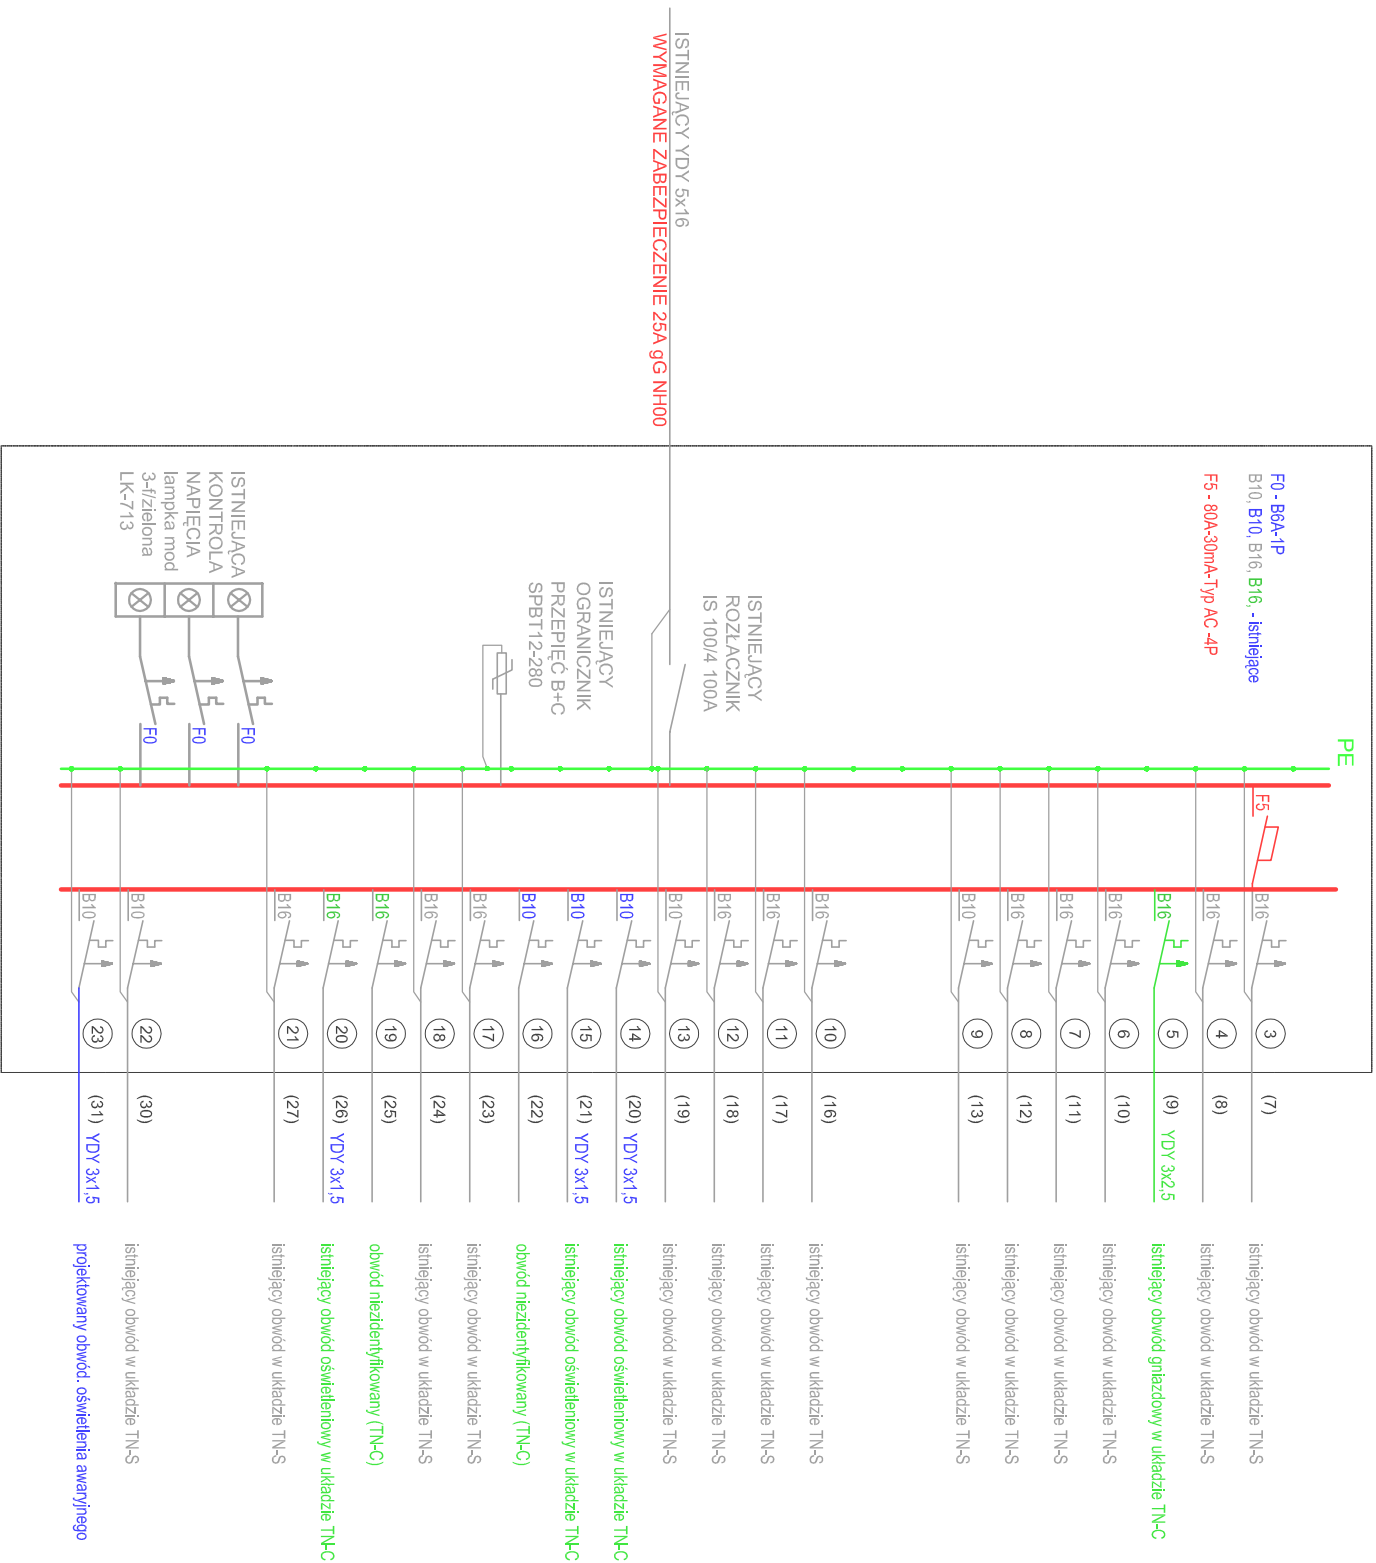 ISTNIEJĄCY YDY 5x16
WYMAGANE ZABEZPIECZENIE 25A gG NH00
F0 - B6A-1P
B10, B10, B16, B16, - istniejące
F5 - 80A-30mA-Typ AC -4P
ISTNIEJĄCY
ROZŁACZNIK
IS 100/4 100A
ISTNIEJĄCY
OGRANICZNIK
PRZEPIĘĆ B+C
SPBT12-280
ISTNIEJĄCA
KONTROLA
NAPIĘCIA
lampka mod
3-f/zielona
LK-713
F0
F0
F0
PE
F5
B16 3 (7) istniejący obwód w układzie TN-S
B16 4 (8) istniejący obwód w układzie TN-S
B16 5 (9) YDY 3x2,5 istniejący obwód gniazdowy w układzie TN-C
B16 6 (10) istniejący obwód w układzie TN-S
B16 7 (11) istniejący obwód w układzie TN-S
B16 8 (12) istniejący obwód w układzie TN-S
B10 9 (13) istniejący obwód w układzie TN-S
B16 10 (16) istniejący obwód w układzie TN-S
B16 11 (17) istniejący obwód w układzie TN-S
B16 12 (18) istniejący obwód w układzie TN-S
B10 13 (19) istniejący obwód w układzie TN-S
B10 14 (20) YDY 3x1,5 istniejący obwód oświetleniowy w układzie TN-C
B10 15 (21) YDY 3x1,5 istniejący obwód oświetleniowy w układzie TN-C
B10 16 (22) obwód niezidentyfikowany (TN-C)
B16 17 (23) istniejący obwód w układzie TN-S
B16 18 (24) istniejący obwód w układzie TN-S
B16 19 (25) obwód niezidentyfikowany (TN-C)
B16 20 (26) YDY 3x1,5 istniejący obwód oświetleniowy w układzie TN-C
B16 21 (27) istniejący obwód w układzie TN-S
B10 22 (30) istniejący obwód w układzie TN-S
B10 23 (31) YDY 3x1,5 projektowany obwód. oświetlenia awaryjnego